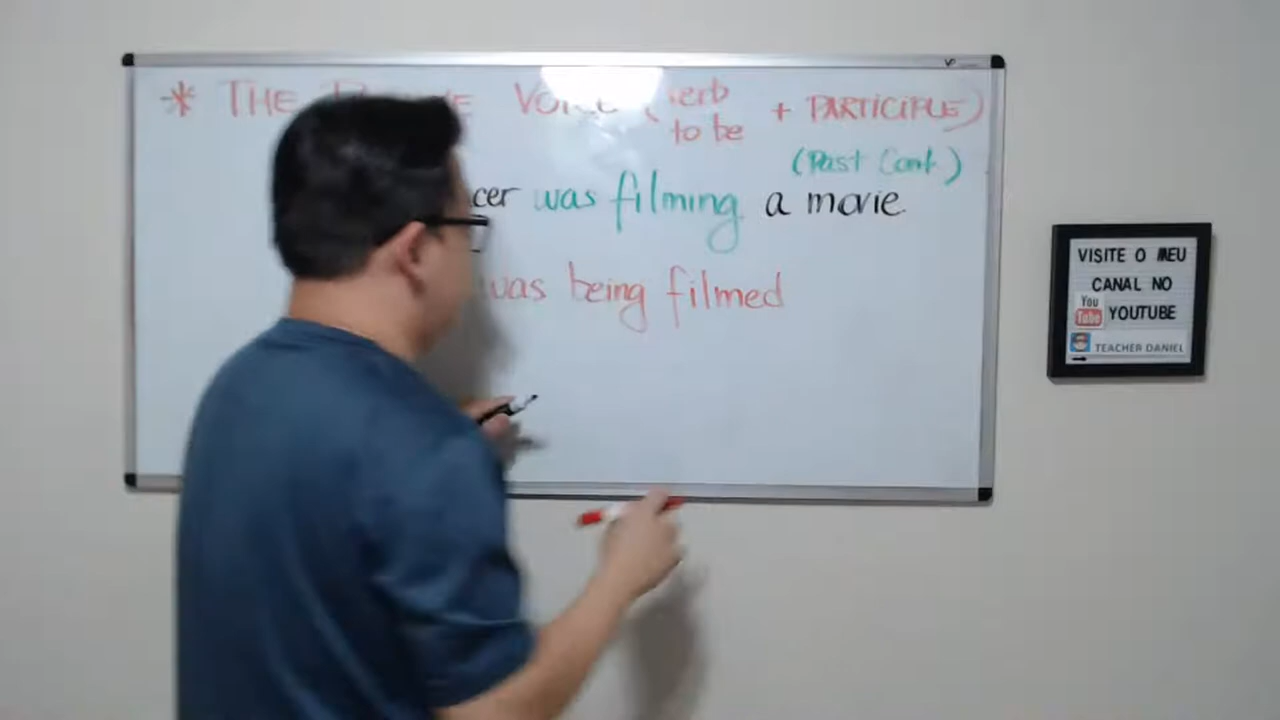 * THE VOICE (verb to be + PARTICIPLE)
(Past Cont.)
was filming a movie
was being filmed
VISITE O MEU
CANAL NO
You Tube YOUTUBE
TEACHER DANIEL